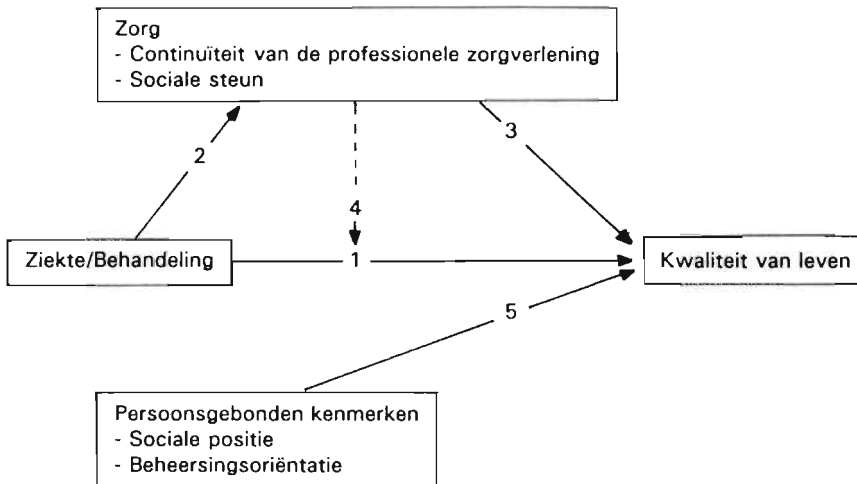 Zorg
- Continuïteit van de professionele zorgverlening
- Sociale steun
2
3
4
Ziekte/Behandeling
1
Kwaliteit van leven
5
Persoonsgebonden kenmerken
- Sociale positie
- Beheersingsoriëntatie